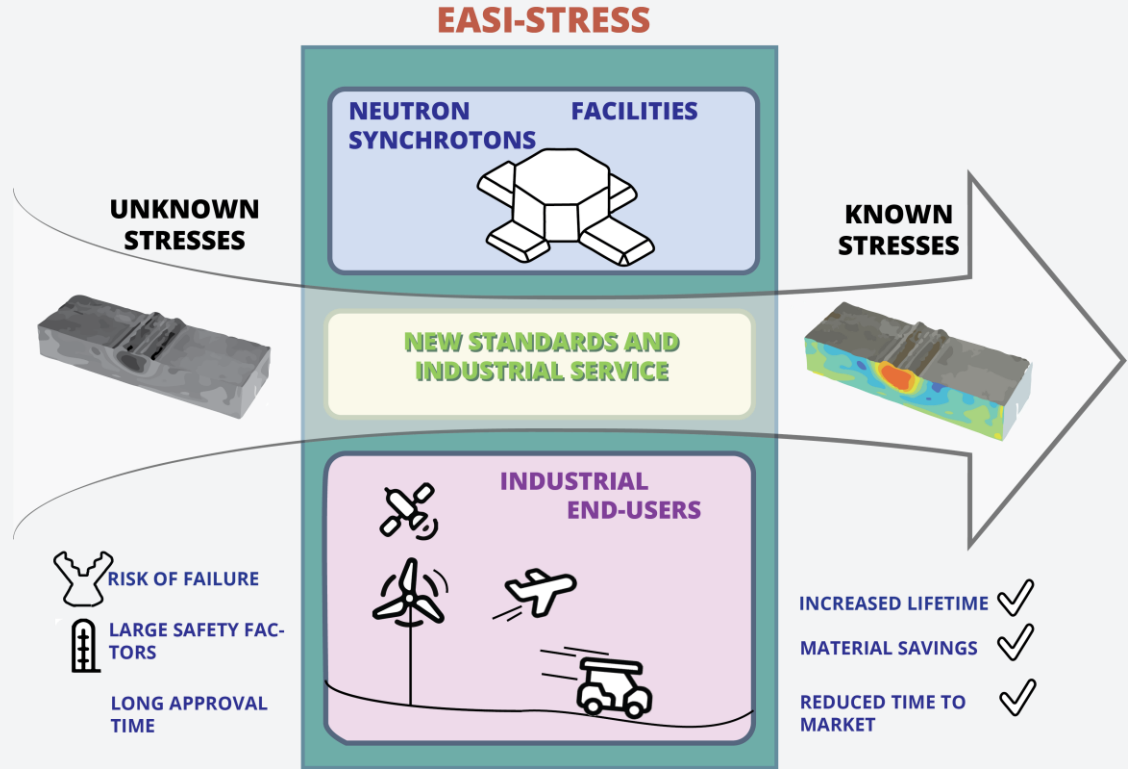 EASI-STRESS
NEUTRON FACILITIES
SYNCHROTONS
UNKNOWN
STRESSES
KNOWN
STRESSES
NEW STANDARDS AND
INDUSTRIAL SERVICE
INDUSTRIAL
END-USERS
RISK OF FAILURE
LARGE SAFETY FAC-
TORS
LONG APPROVAL
TIME
INCREASED LIFETIME
MATERIAL SAVINGS
REDUCED TIME TO
MARKET